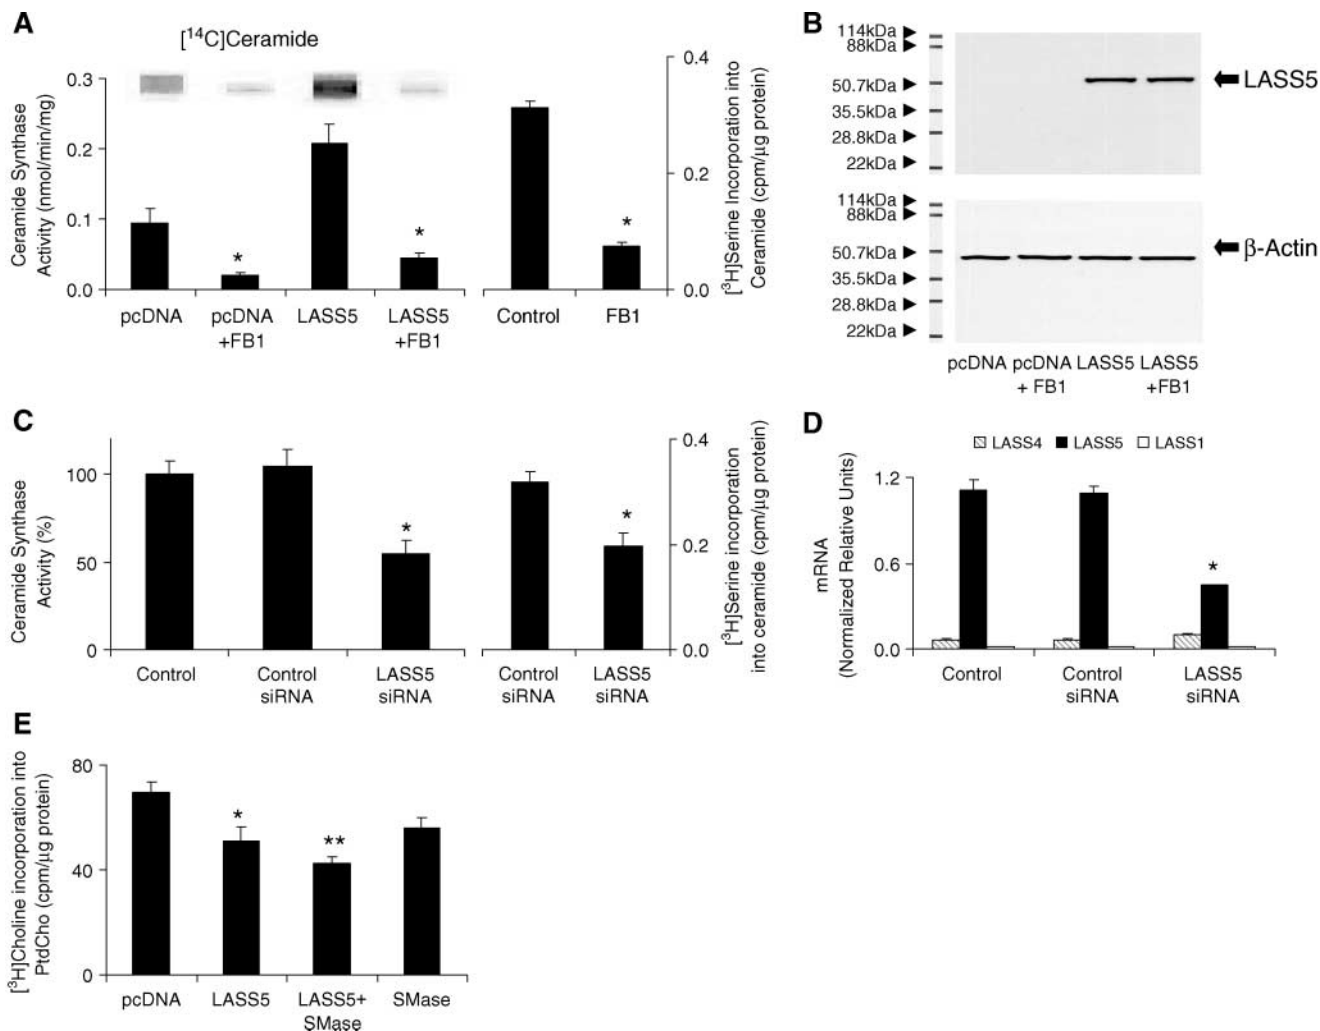 A
[¹⁴C]Ceramide
Ceramide Synthase
Activity (nmol/min/mg)
0.3
0.2
0.1
0.0
pcDNA
pcDNA
+FB1
LASS5
LASS5
+FB1
*
*
Control
FB1
*
0.4
0.2
0.0
[³H]Serine Incorporation into
Ceramide (cpm/μg protein)
B
114kDa
88kDa
50.7kDa
35.5kDa
28.8kDa
22kDa
LASS5
114kDa
88kDa
50.7kDa
35.5kDa
28.8kDa
22kDa
β-Actin
pcDNA
pcDNA
+ FB1
LASS5
LASS5
+FB1
C
Ceramide Synthase
Activity (%)
100
50
0
*
Control
Control
siRNA
LASS5
siRNA
*
Control
siRNA
LASS5
siRNA
0.4
0.2
0.0
[³H]Serine incorporation
into ceramide (cpm/μg protein)
D
LASS4 LASS5 LASS1
mRNA
(Normalized Relative Units)
1.2
0.6
0.0
*
Control
Control
siRNA
LASS5
siRNA
E
[³H]Choline incorporation into
PtdCho (cpm/μg protein)
80
40
0
*
**
pcDNA
LASS5
LASS5+
SMase
SMase